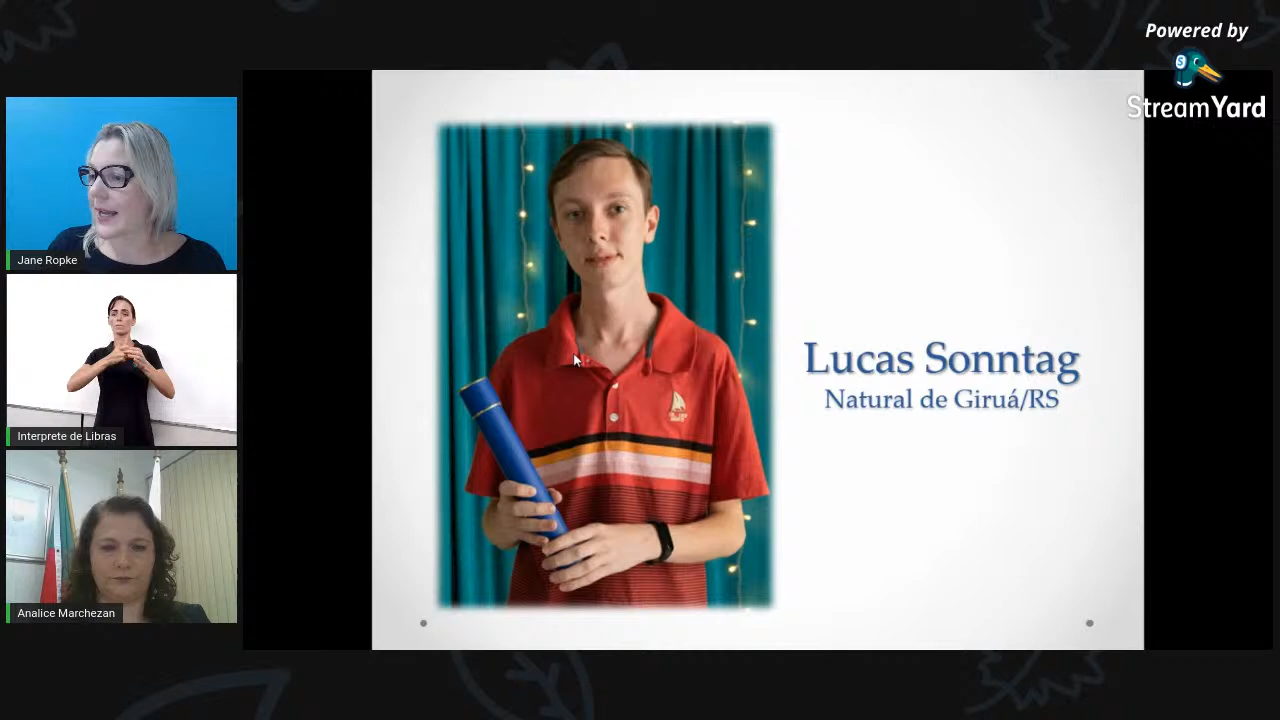 Powered by
StreamYard
Jane Ropke
Interprete de Libras
Analice Marchezan
Lucas Sonntag
Natural de Giruá/RS